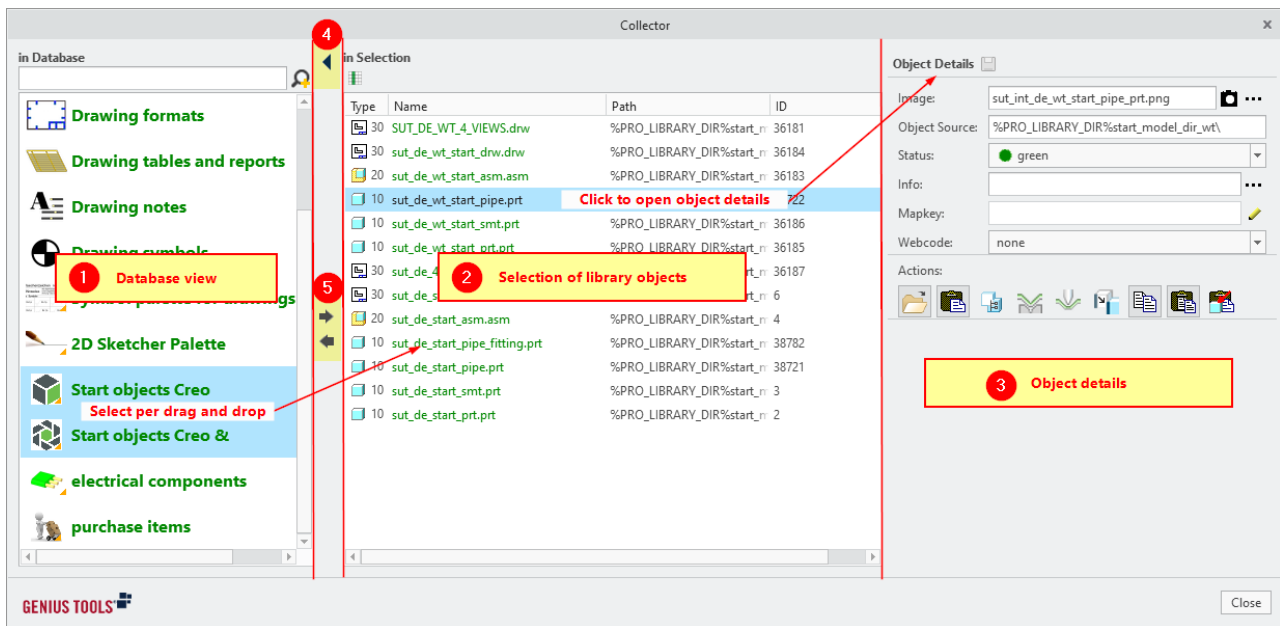 Collector
x
4
in Database
in Selection
Object Details
Type Name Path ID
Drawing formats
Drawing tables and reports
Drawing notes
Drawing symbols
1 Database view
2D Sketcher Palette
Start objects Creo
Select per drag and drop
Start objects Creo &
electrical components
purchase items
5
30 SUT_DE_WT_4_VIEWS.drw %PRO_LIBRARY_DIR%start_m 36181
30 sut_de_wt_start_drw.drw %PRO_LIBRARY_DIR%start_m 36184
20 sut_de_wt_start_asm.asm %PRO_LIBRARY_DIR%start_m 36183
10 sut_de_wt_start_pipe.prt Click to open object details 722
10 sut_de_wt_start_smt.prt %PRO_LIBRARY_DIR%start_m 36186
10 sut_de_wt_start_prt.prt %PRO_LIBRARY_DIR%start_m 36185
30 sut_de_4 rt_m 36187
2 Selection of library objects
30 sut_de_s rt_m 6
20 sut_de_start_asm.asm %PRO_LIBRARY_DIR%start_m 4
10 sut_de_start_pipe_fitting.prt %PRO_LIBRARY_DIR%start_m 38782
10 sut_de_start_pipe.prt %PRO_LIBRARY_DIR%start_m 38721
10 sut_de_start_smt.prt %PRO_LIBRARY_DIR%start_m 3
10 sut_de_start_prt.prt %PRO_LIBRARY_DIR%start_m 2
Image: sut_int_de_wt_start_pipe_prt.png
Object Source: %PRO_LIBRARY_DIR%start_model_dir_wt\
Status: green
Info:
Mapkey:
Webcode: none
Actions:
3 Object details
GENIUS TOOLS
Close